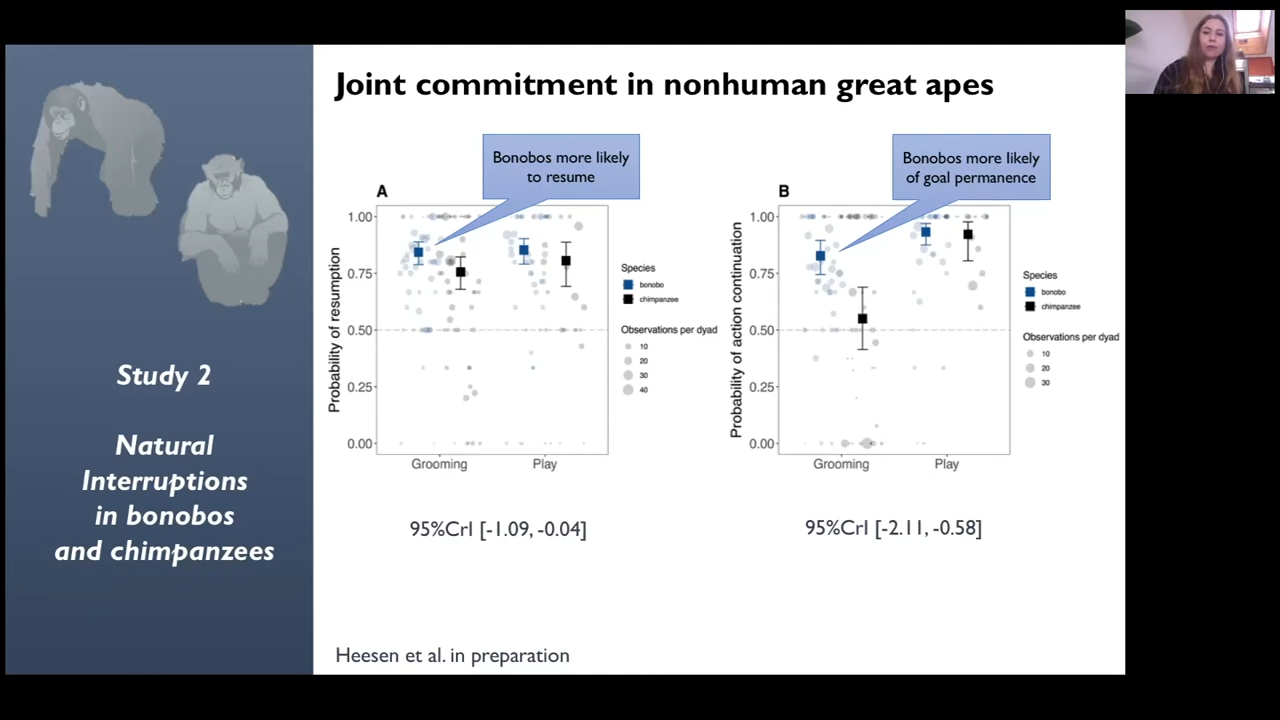 Joint commitment in nonhuman great apes
Study 2
Natural
Interruptions
in bonobos
and chimpanzees
Bonobos more likely
to resume
A
Probability of resumption
1.00
0.75
0.50
0.25
0.00
Grooming
Play
Species
bonobo
chimpanzee
Observations per dyad
10
20
30
40
95%CrI [-1.09, -0.04]
Bonobos more likely
of goal permanence
B
Probability of action continuation
1.00
0.75
0.50
0.25
0.00
Grooming
Play
Species
bonobo
chimpanzee
Observations per dyad
10
20
30
95%CrI [-2.11, -0.58]
Heesen et al. in preparation